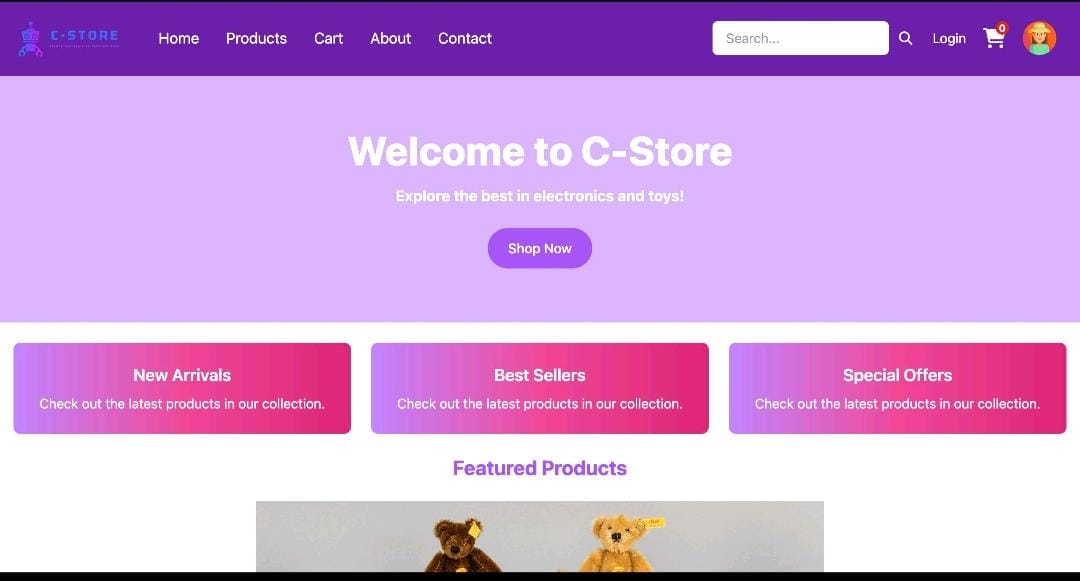 C-STORE
Home Products Cart About Contact
Search...
Login
0
Welcome to C-Store
Explore the best in electronics and toys!
Shop Now
New Arrivals
Check out the latest products in our collection.
Best Sellers
Check out the latest products in our collection.
Special Offers
Check out the latest products in our collection.
Featured Products